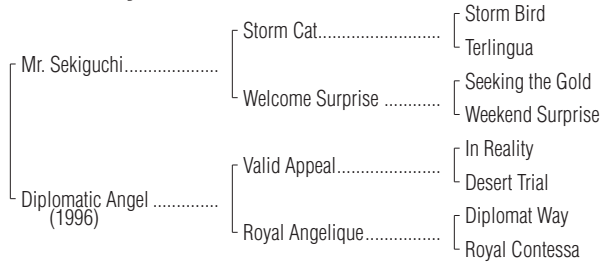 Storm Bird
Storm Cat..........................
Terlingua
Mr. Sekiguchi....................
Seeking the Gold
Welcome Surprise ............
Weekend Surprise
In Reality
Valid Appeal......................
Desert Trial
Diplomatic Angel ..............
(1996)
Diplomat Way
Royal Angelique................
Royal Contessa